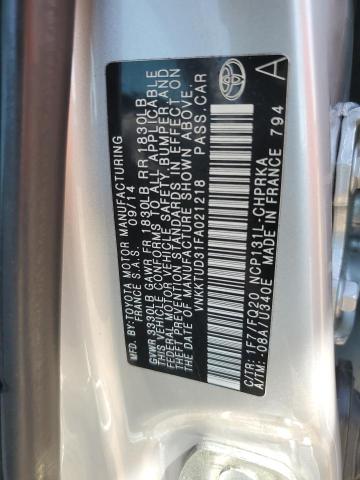 MFD. BY:TOYOTA MOTOR MANUFACTURING
FRANCE S.A.S. 09/14
GVWR 3330LB GAWR FR 1830LB RR 1830LB
THIS VEHICLE CONFORMS TO ALL APPLICABLE
FEDERAL MOTOR VEHICLE SAFETY, BUMPER, AND
THEFT PREVENTION STANDARDS IN EFFECT ON
THE DATE OF MANUFACTURE SHOWN ABOVE.
VNKKTUD31FA021218 PASS.CAR
C/TR: 1F7/FQ20 NCP131L-CHPRKA
A/TM: -08A/U340E MADE IN FRANCE 794
A